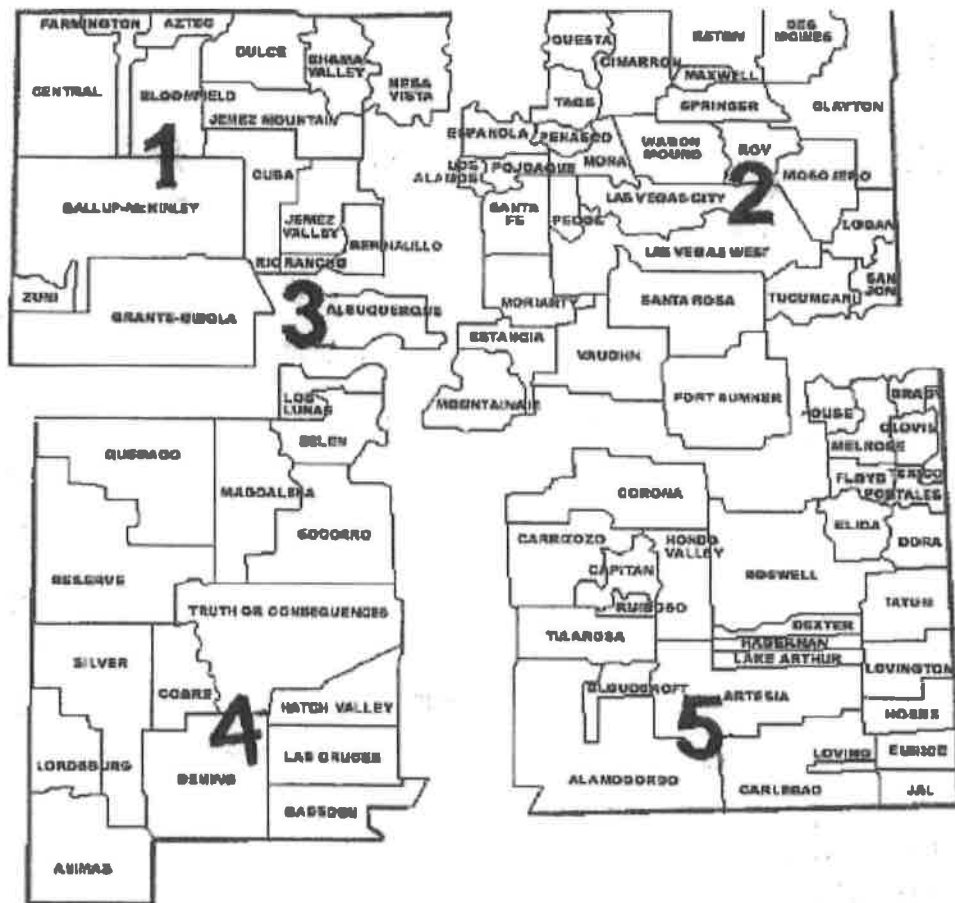 FARMINGTON
AZTEC
DULCE
CHAMA
VALLEY
MESA
VISTA
CENTRAL
BLOOMFIELD
JEMEZ MOUNTAIN
1
CUBA
GALLUP-McKINLEY
JEMEZ
VALLEY
BERNALILLO
RIO RANCHO
ZUNI
GRANTS-CIBOLA
3
ALBUQUERQUE
QUESTA
CIMARRON
RATON
DES
MOINES
MAXWELL
TAOS
SPRINGER
CLAYTON
ESPANOLA
PENASCO
WAGON
MOUND
ROY
LOS
ALAMOS
POJOAQUE
MORA
MOSQUERO
2
SANTA
FE
PECOS
LAS VEGAS CITY
LOGAN
LAS VEGAS WEST
SAN
JON
MORIARTY
SANTA ROSA
TUCUMCARI
ESTANCIA
VAUGHN
MOUNTAINAIR
FORT SUMNER
LOS
LUNAS
BELEN
QUEMADO
MAGDALENA
SOCORRO
RESERVE
TRUTH OR CONSEQUENCES
SILVER
COBRE
4
HATCH VALLEY
LORDSBURG
DEMING
LAS CRUCES
GADSDEN
ANIMAS
HOUSE
GRADY
CLOVIS
MELROSE
FLOYD
TEXICO
PORTALES
CORONA
ELIDA
DORA
CARRIZOZO
HONDO
VALLEY
CAPITAN
ROSWELL
RUIDOSO
TATUM
TULAROSA
DEXTER
HAGERMAN
LAKE ARTHUR
LOVINGTON
CLOUDCROFT
ARTESIA
5
HOBBS
LOVING
EUNICE
ALAMOGORDO
CARLSBAD
JAL